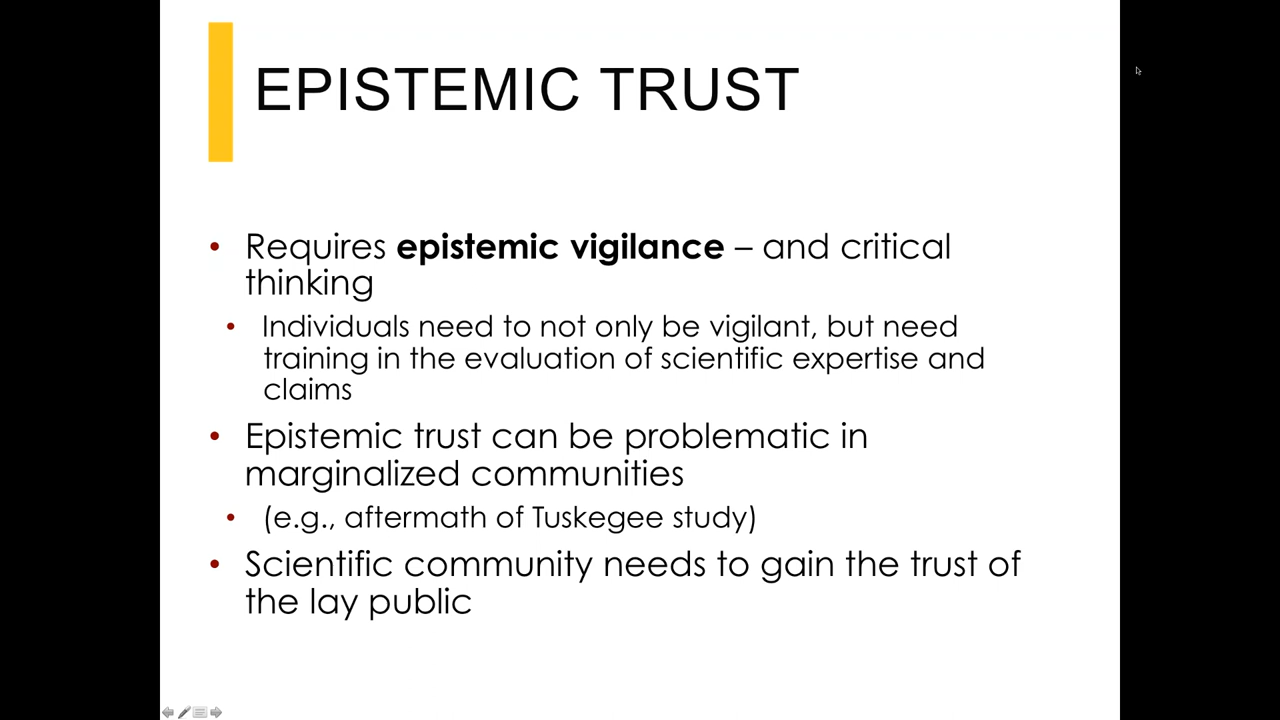 EPISTEMIC TRUST
• Requires epistemic vigilance – and critical
thinking
• Individuals need to not only be vigilant, but need
training in the evaluation of scientific expertise and
claims
• Epistemic trust can be problematic in
marginalized communities
• (e.g., aftermath of Tuskegee study)
• Scientific community needs to gain the trust of
the lay public